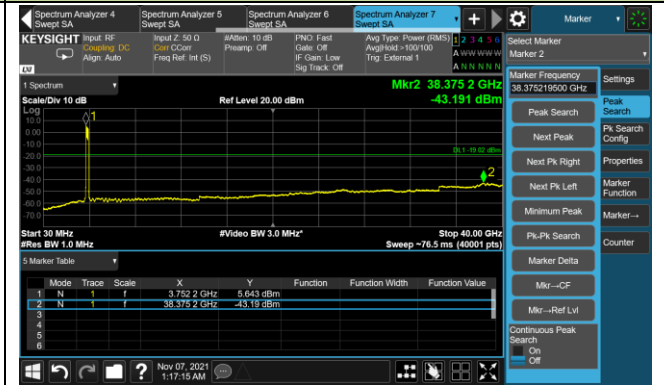 Spectrum Analyzer 4
Swept SA
Spectrum Analyzer 5
Swept SA
Spectrum Analyzer 6
Swept SA
Spectrum Analyzer 7
Swept SA
+
Marker
KEYSIGHT
Input: RF
Coupling: DC
Align: Auto
Input Z: 50 Ω
Corr CCorr
Freq Ref: Int (S)
#Atten: 10 dB
Preamp: Off
PNO: Fast
Gate: Off
IF Gain: Low
Sig Track: Off
Avg Type: Power (RMS)
Avg|Hold >100/100
Trig: External 1
1 2 3 4 5 6
A W W W W W
A N N N N N
LXI
Select Marker
Marker 2
1 Spectrum
Mkr2 38.375 2 GHz
-43.191 dBm
Scale/Div 10 dB
Ref Level 20.00 dBm
Log
10.0
0.00
-10.0
-20.0
-30.0
-40.0
-50.0
-60.0
-70.0
1
DL1 -19.02 dBm
2
Start 30 MHz
#Video BW 3.0 MHz*
Stop 40.00 GHz
#Res BW 1.0 MHz
Sweep ~76.5 ms (40001 pts)
5 Marker Table
Mode Trace Scale X Y Function Function Width Function Value
1 N 1 f 3.752 2 GHz 5.643 dBm
2 N 1 f 38.375 2 GHz -43.19 dBm
3
4
5
6
Marker Frequency
38.375219500 GHz
Peak Search
Next Peak
Next Pk Right
Next Pk Left
Minimum Peak
Pk-Pk Search
Marker Delta
Mkr→CF
Mkr→Ref Lvl
Continuous Peak
Search
On
Off
Settings
Peak
Search
Pk Search
Config
Properties
Marker
Function
Marker→
Counter
?
Nov 07, 2021
1:17:15 AM